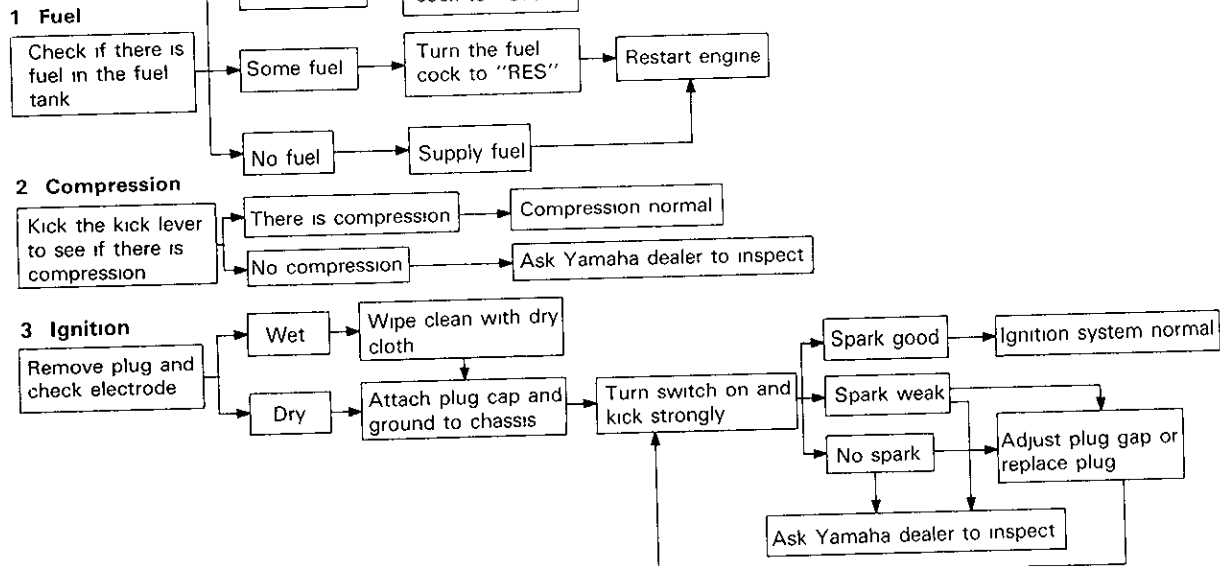 1 Fuel
Check if there is
fuel in the fuel
tank
Some fuel
Turn the fuel
cock to "RES"
Restart engine
No fuel
Supply fuel
2 Compression
Kick the kick lever
to see if there is
compression
There is compression
Compression normal
No compression
Ask Yamaha dealer to inspect
3 Ignition
Remove plug and
check electrode
Wet
Wipe clean with dry
cloth
Dry
Attach plug cap and
ground to chassis
Turn switch on and
kick strongly
Spark good
Ignition system normal
Spark weak
No spark
Adjust plug gap or
replace plug
Ask Yamaha dealer to inspect